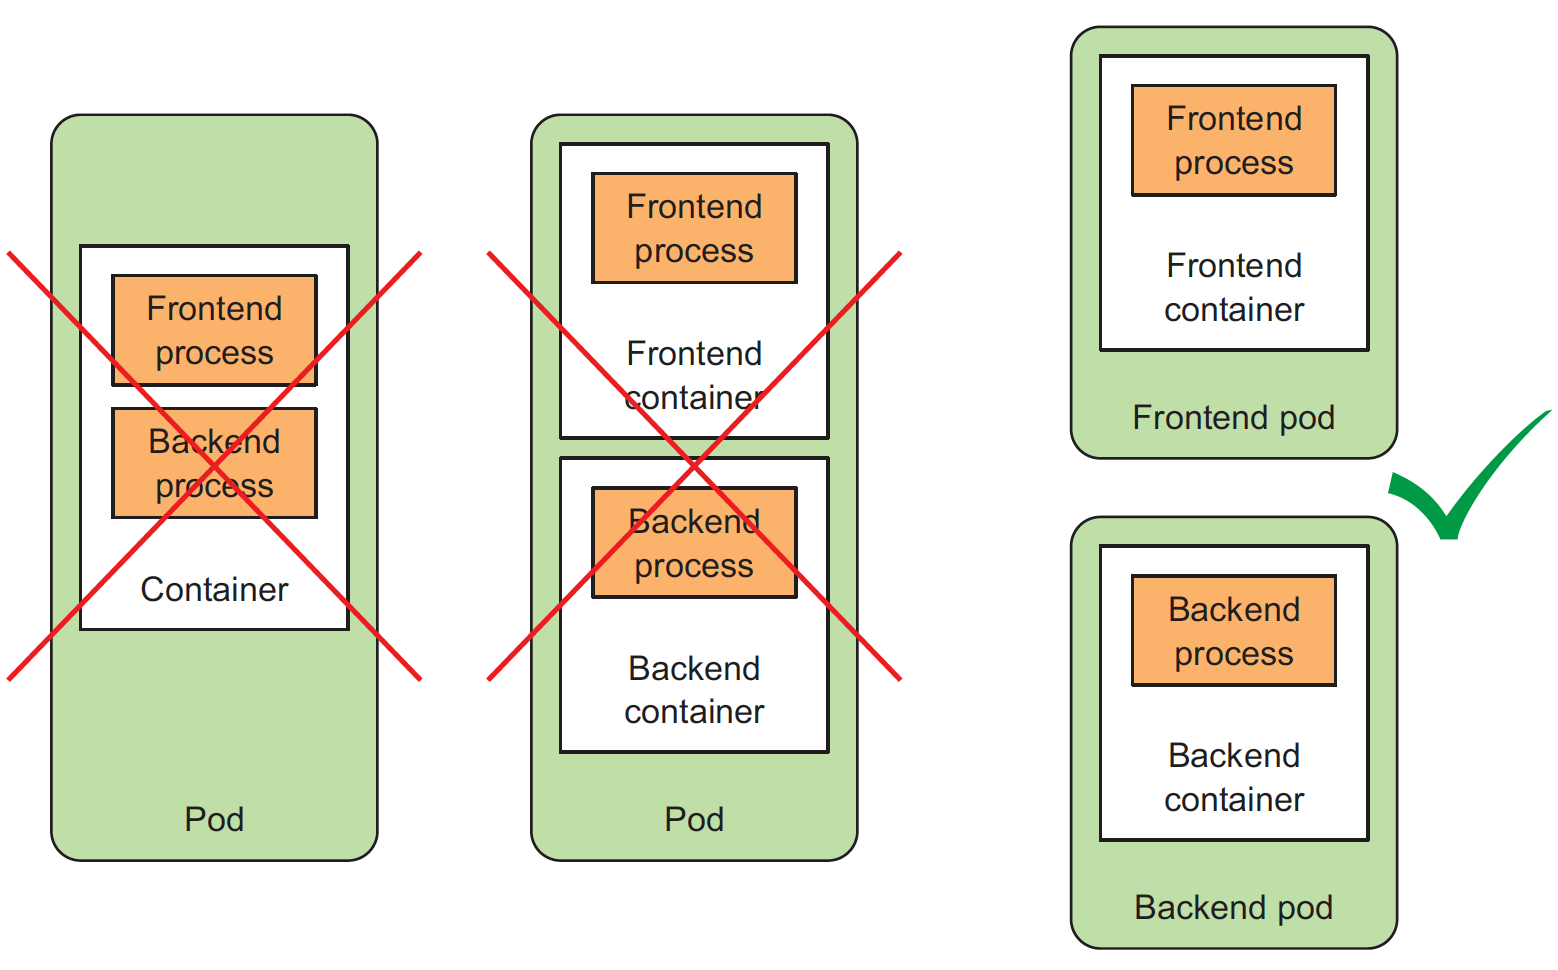 Frontend
process
Backend
process
Container
Pod
Frontend
process
Frontend
container
Backend
process
Backend
container
Pod
Frontend
process
Frontend
container
Frontend pod
Backend
process
Backend
container
Backend pod